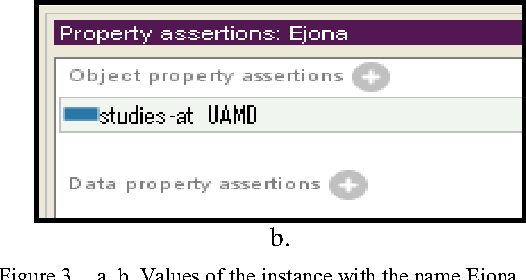 Property assertions: Ejona
Object property assertions
studies-at UAMD
Data property assertions
b.
Figure 3. a, b. Values of the instance with the name Ejona